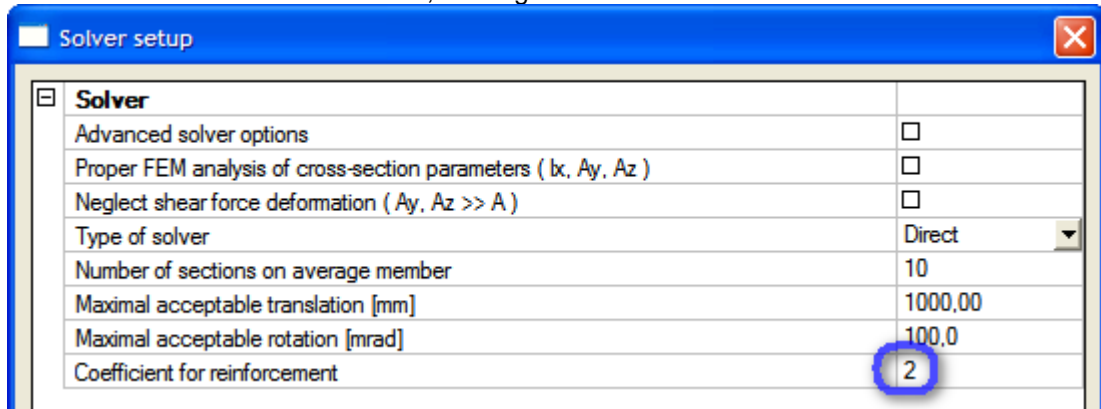 Solver setup
Solver
Advanced solver options
Proper FEM analysis of cross-section parameters ( Ix, Ay, Az )
Neglect shear force deformation ( Ay, Az >> A )
Type of solver Direct
Number of sections on average member 10
Maximal acceptable translation [mm] 1000,00
Maximal acceptable rotation [mrad] 100,0
Coefficient for reinforcement 2